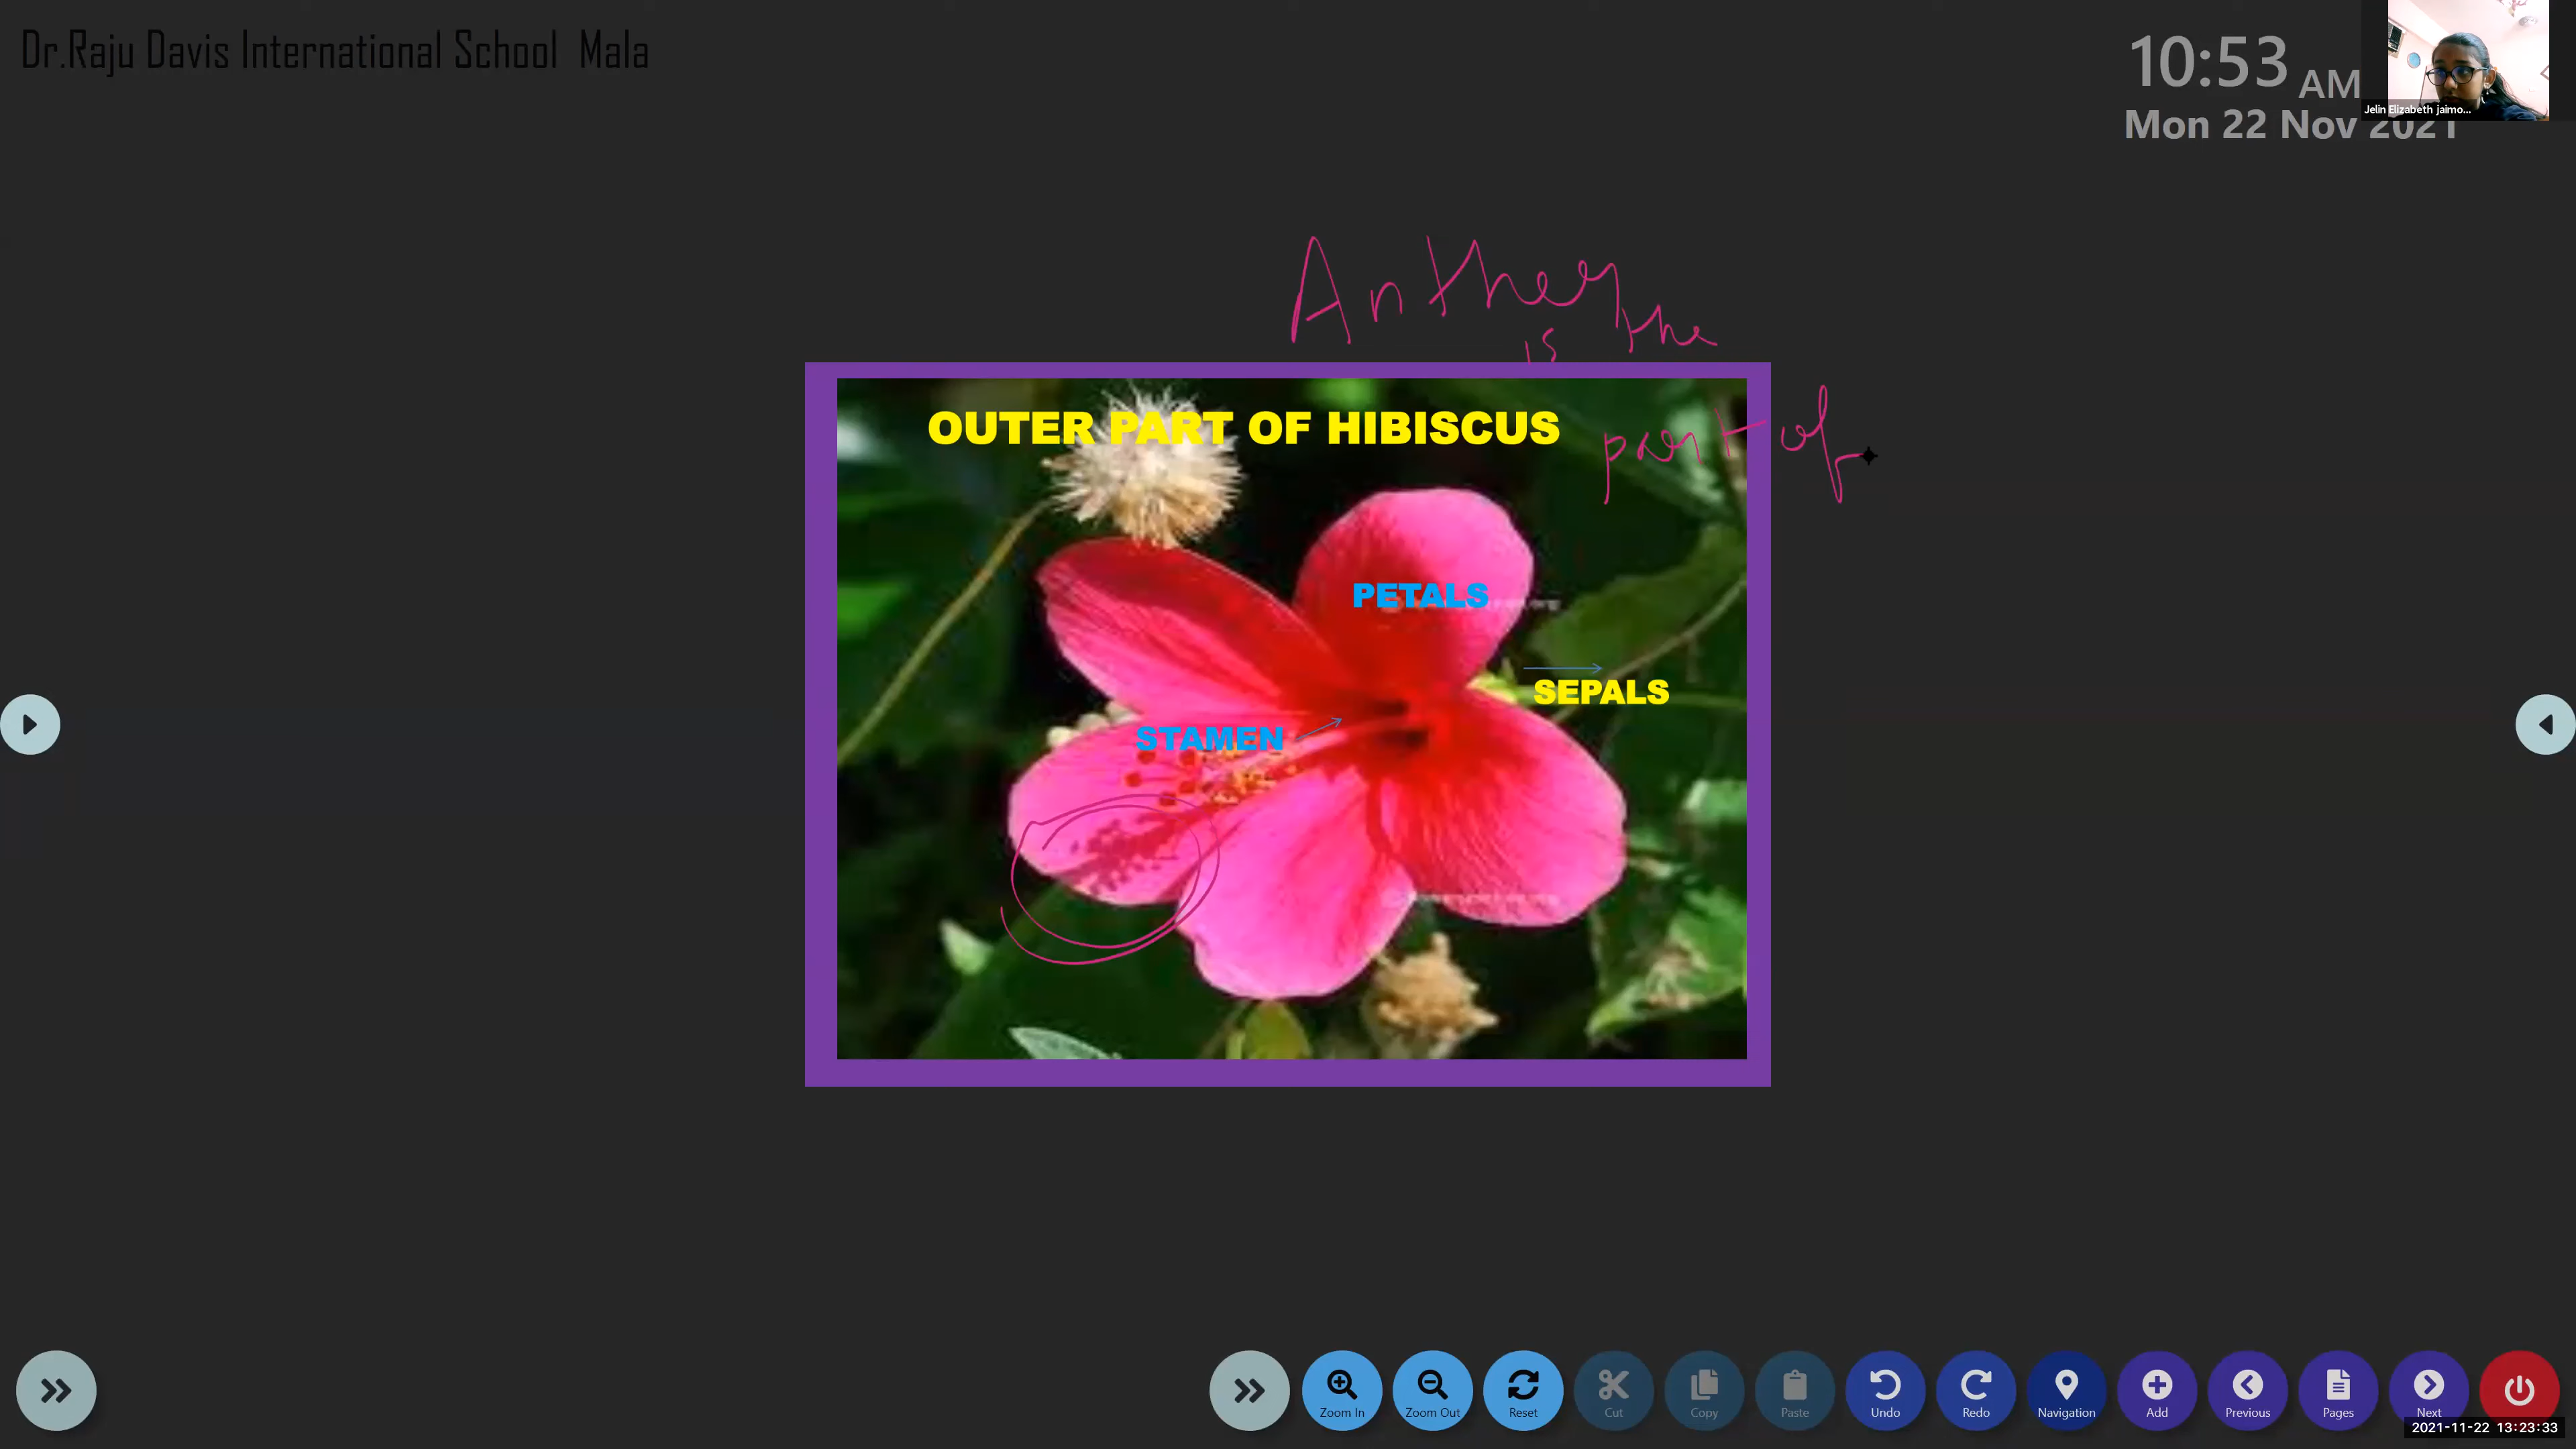 Dr.Raju Davis International School Mala
10:53 AM
Mon 22 Nov 2021
Jelin Elizabeth jaimo...
Anther
is the
part of
OUTER PART OF HIBISCUS
PETALS
SEPALS
STAMEN
Zoom In
Zoom Out
Reset
Cut
Copy
Paste
Undo
Redo
Navigation
Add
Previous
Pages
Next
2021-11-22 13:23:33